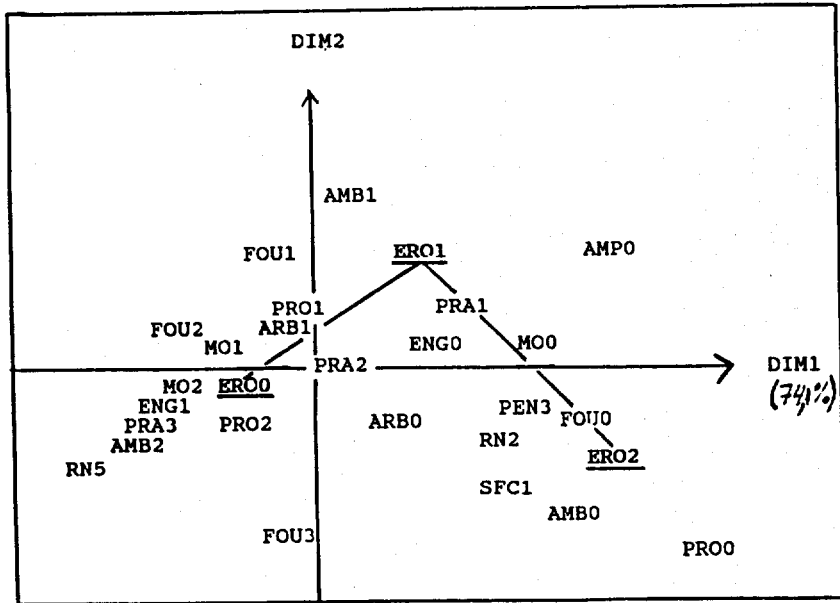 DIM2
AMB1
FOU1 ERO1 AMP0
PRO1 PRA1
FOU2 ARB1
MO1 ENG0 MO0
PRA2 DIM1
MO2 ERO0 (74,1%)
ENG1 PEN3
PRA3 PRO2 ARB0 FOU0
AMB2 RN2
RN5 ERO2
SFC1
AMB0
FOU3
PRO0